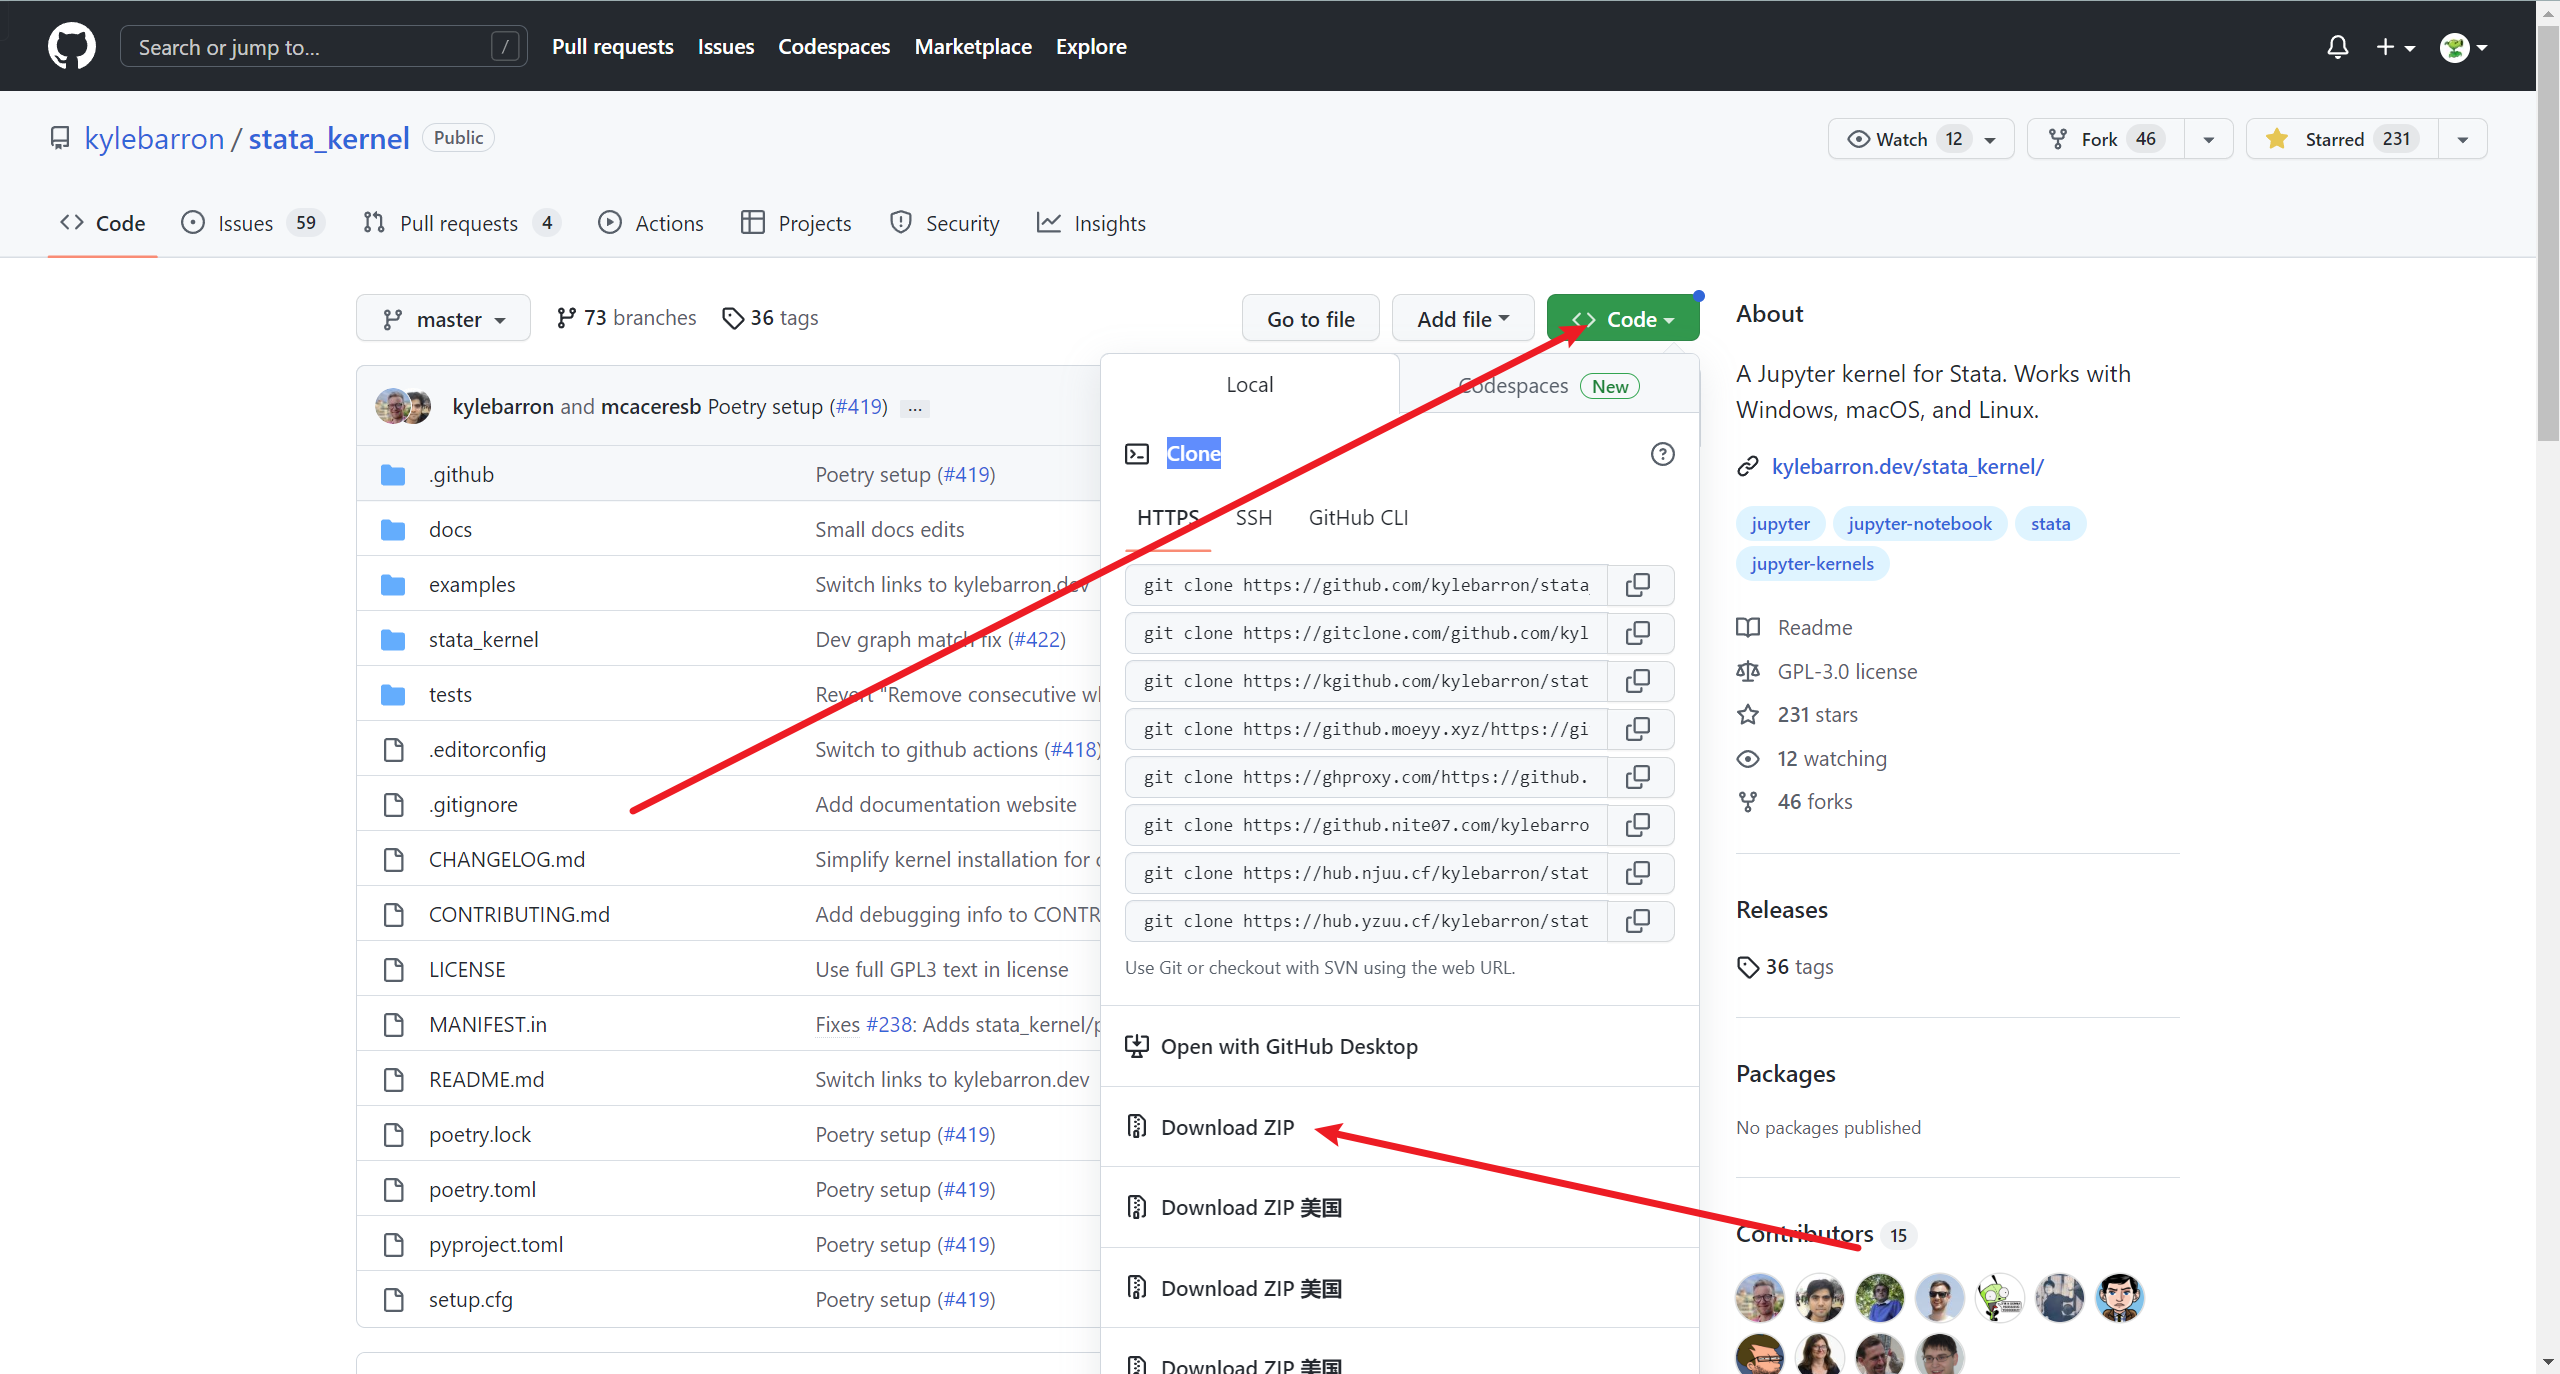 Search or jump to...
/
Pull requests
Issues
Codespaces
Marketplace
Explore
kylebarron / stata_kernel
Public
Watch 12
Fork 46
Starred 231
Code
Issues 59
Pull requests 4
Actions
Projects
Security
Insights
master
73 branches
36 tags
Go to file
Add file
Code
kylebarron and mcaceresb Poetry setup (#419) ...
.github
Poetry setup (#419)
docs
Small docs edits
examples
Switch links to kylebarron.dev
stata_kernel
Dev graph match fix (#422)
tests
Revert "Remove consecutive wh
.editorconfig
Switch to github actions (#418)
.gitignore
Add documentation website
CHANGELOG.md
Simplify kernel installation for c
CONTRIBUTING.md
Add debugging info to CONTR
LICENSE
Use full GPL3 text in license
MANIFEST.in
Fixes #238: Adds stata_kernel/p
README.md
Switch links to kylebarron.dev
poetry.lock
Poetry setup (#419)
poetry.toml
Poetry setup (#419)
pyproject.toml
Poetry setup (#419)
setup.cfg
Poetry setup (#419)
Local
Codespaces New
Clone
HTTPS
SSH
GitHub CLI
git clone https://github.com/kylebarron/stata_
git clone https://gitclone.com/github.com/kyl
git clone https://kgithub.com/kylebarron/stat
git clone https://github.moeyy.xyz/https://gi
git clone https://ghproxy.com/https://github.
git clone https://github.nite07.com/kylebarro
git clone https://hub.njuu.cf/kylebarron/stat
git clone https://hub.yzuu.cf/kylebarron/stat
Use Git or checkout with SVN using the web URL.
Open with GitHub Desktop
Download ZIP
Download ZIP 美国
Download ZIP 美国
Download ZIP 美国
About
A Jupyter kernel for Stata. Works with
Windows, macOS, and Linux.
kylebarron.dev/stata_kernel/
jupyter
jupyter-notebook
stata
jupyter-kernels
Readme
GPL-3.0 license
231 stars
12 watching
46 forks
Releases
36 tags
Packages
No packages published
Contributors 15